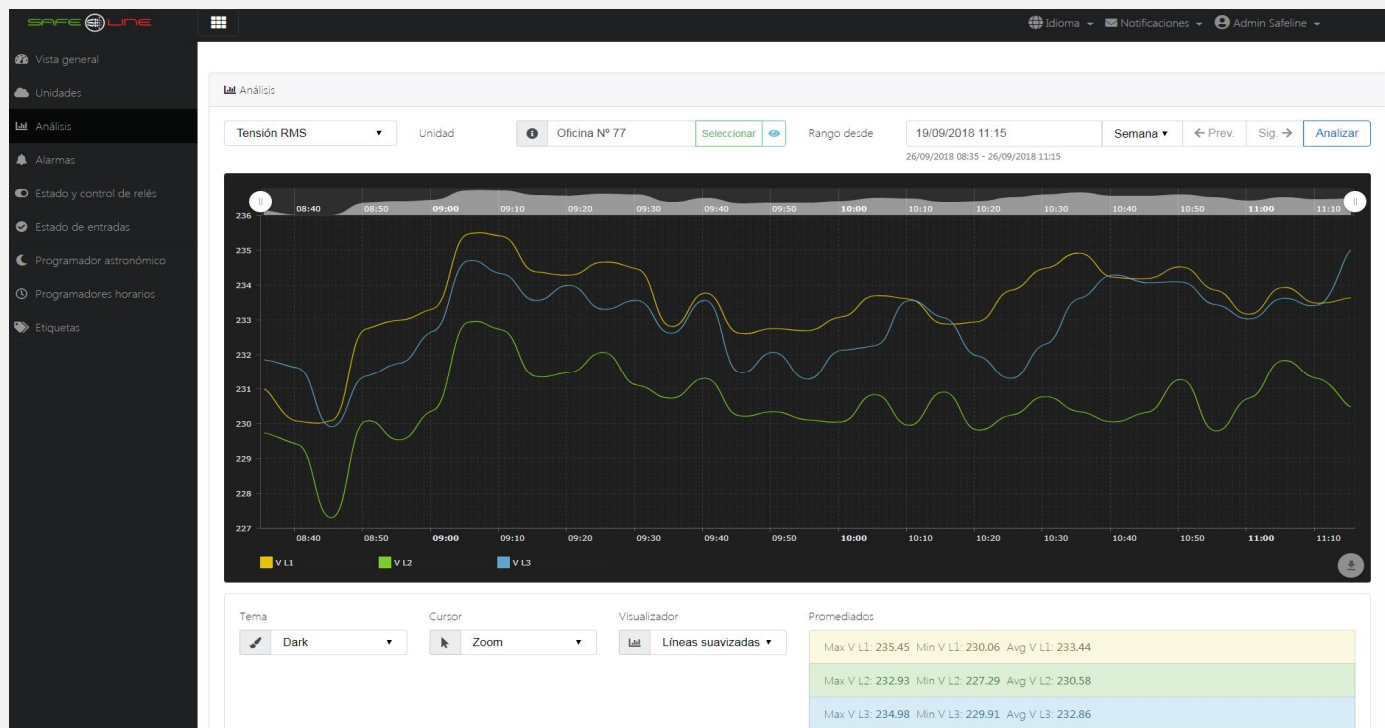 SAFE LINE
Idioma Notificaciones Admin Safeline
Vista general
Unidades
Análisis
Alarmas
Estado y control de relés
Estado de entradas
Programador astronómico
Programadores horarios
Etiquetas
Análisis
Tensión RMS Unidad Oficina Nº 77 Seleccionar Rango desde 19/09/2018 11:15 Semana ← Prev. Sig. → Analizar
26/09/2018 08:35 - 26/09/2018 11:15
08:40 08:50 09:00 09:10 09:20 09:30 09:40 09:50 10:00 10:10 10:20 10:30 10:40 10:50 11:00 11:10
236
235
234
233
232
231
230
229
228
227
08:40 08:50 09:00 09:10 09:20 09:30 09:40 09:50 10:00 10:10 10:20 10:30 10:40 10:50 11:00 11:10
V L1 V L2 V L3
Tema Cursor Visualizador Promediados
Dark Zoom Líneas suavizadas
Max V L1: 235.45 Min V L1: 230.06 Avg V L1: 233.44
Max V L2: 232.93 Min V L2: 227.29 Avg V L2: 230.58
Max V L3: 234.98 Min V L3: 229.91 Avg V L3: 232.86